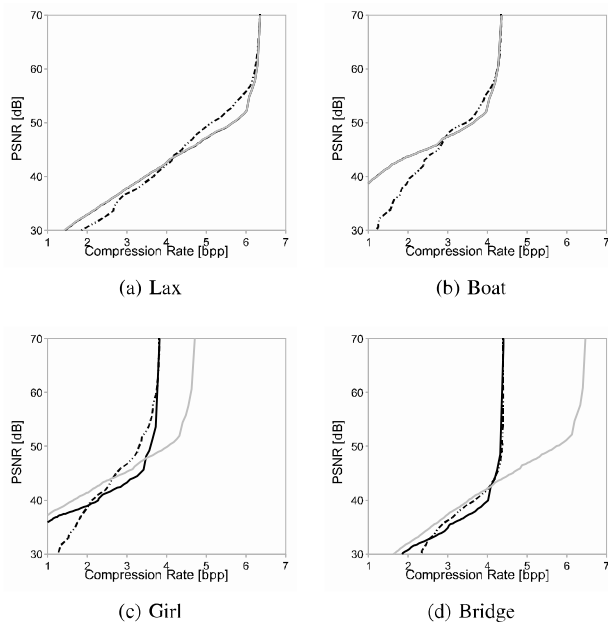 70
60
50
40
30
PSNR [dB]
1 2 3 4 5 6 7
Compression Rate [bpp]
(a) Lax
70
60
50
40
30
PSNR [dB]
1 2 3 4 5 6 7
Compression Rate [bpp]
(b) Boat
70
60
50
40
30
PSNR [dB]
1 2 3 4 5 6 7
Compression Rate [bpp]
(c) Girl
70
60
50
40
30
PSNR [dB]
1 2 3 4 5 6 7
Compression Rate [bpp]
(d) Bridge